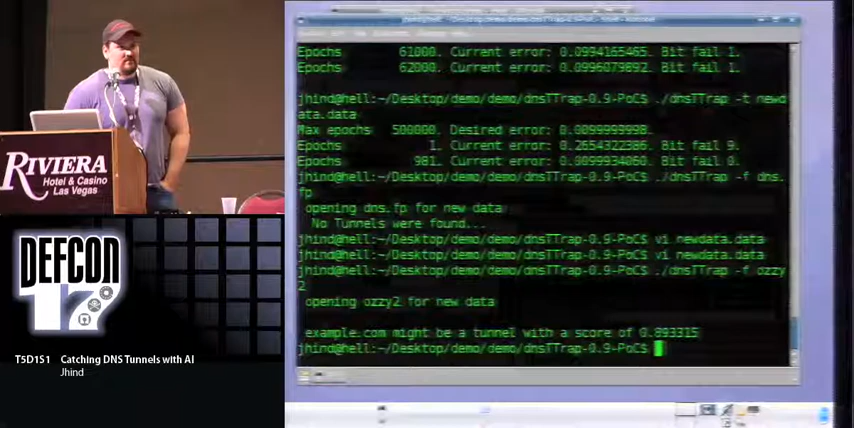 RIVIERA
Hotel & Casino
Las Vegas
DEFCON
17
T5D1S1 Catching DNS Tunnels with AI
Jhind
Epochs 61000. Current error: 0.0994165465. Bit fail 1.
Epochs 62000. Current error: 0.0996079892. Bit fail 1.
jhind@hell:~/Desktop/demo/demo/dnsTTrap-0.9-PoC$ ./dnsTTrap -t newd
ata.data
Max epochs 500000. Desired error: 0.0099999998.
Epochs 1. Current error: 0.2654322386. Bit fail 9.
Epochs 981. Current error: 0.0099934060. Bit fail 0.
jhind@hell:~/Desktop/demo/demo/dnsTTrap-0.9-PoC$ ./dnsTTrap -f dns.
fp
opening dns.fp for new data
No Tunnels were found...
jhind@hell:~/Desktop/demo/demo/dnsTTrap-0.9-PoC$ vi newdata.data
jhind@hell:~/Desktop/demo/demo/dnsTTrap-0.9-PoC$ vi newdata.data
jhind@hell:~/Desktop/demo/demo/dnsTTrap-0.9-PoC$ ./dnsTTrap -f ozzy
2
opening ozzy2 for new data
example.com might be a tunnel with a score of 0.893315
jhind@hell:~/Desktop/demo/demo/dnsTTrap-0.9-PoC$